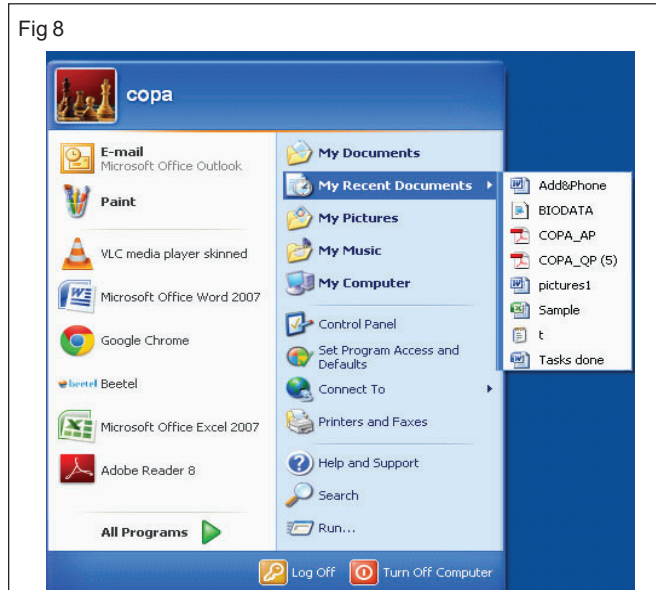 Fig 8
copa
E-mail
Microsoft Office Outlook
Paint
VLC media player skinned
Microsoft Office Word 2007
Google Chrome
beetel Beetel
Microsoft Office Excel 2007
Adobe Reader 8
All Programs
My Documents
My Recent Documents
My Pictures
My Music
My Computer
Control Panel
Set Program Access and
Defaults
Connect To
Printers and Faxes
Help and Support
Search
Run...
Add&Phone
BIODATA
COPA_AP
COPA_QP (5)
pictures1
Sample
t
Tasks done
Log Off
Turn Off Computer